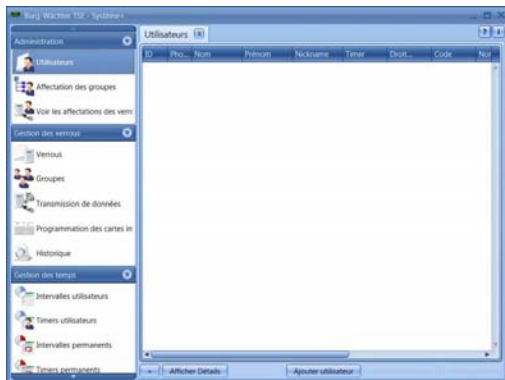 Burg-Wächter TSE - Système+
Administration
Utilisateurs
Affectation des groupes
Voir les affectations des verro
Gestion des verrous
Verrous
Groupes
Transmission de données
Programmation des cartes in
Historique
Gestion des temps
Intervalles utilisateurs
Timers utilisateurs
Intervalles permanents
Timers permanents
Utilisateurs
ID Pho... Nom Prénom Nickname Timer Droit... Code Nor
Afficher Détails Ajouter utilisateur